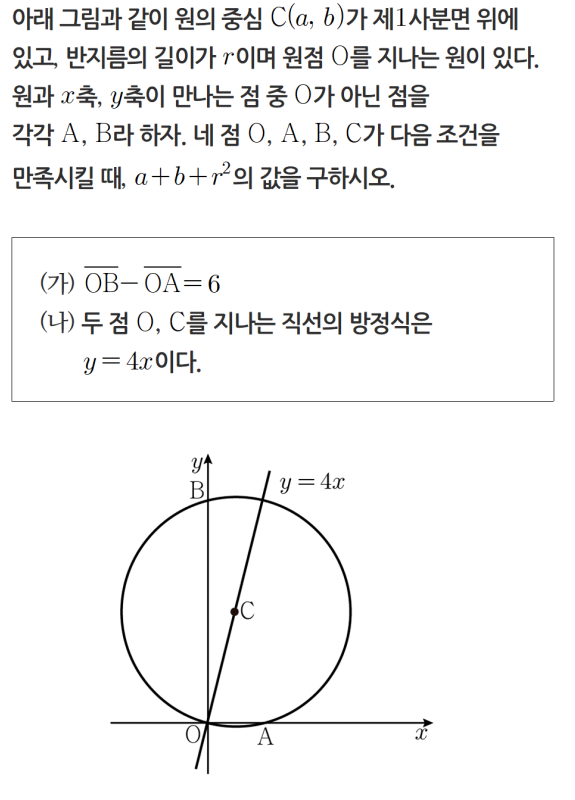 아래 그림과 같이 원의 중심 C(a, b)가 제1사분면 위에
있고, 반지름의 길이가 r이며 원점 O를 지나는 원이 있다.
원과 x축, y축이 만나는 점 중 O가 아닌 점을
각각 A, B라 하자. 네 점 O, A, B, C가 다음 조건을
만족시킬 때, a+b+r²의 값을 구하시오.
(가) O̅B̅− O̅A̅=6
(나) 두 점 O, C를 지나는 직선의 방정식은
y=4x이다.
y
B
y=4x
C
O
A
x